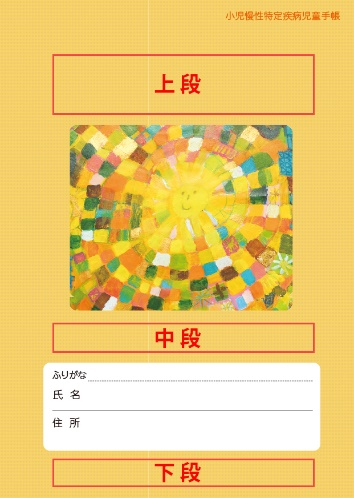 小児慢性特定疾病児童手帳
上段
中段
ふりがな
氏 名
住 所
下段